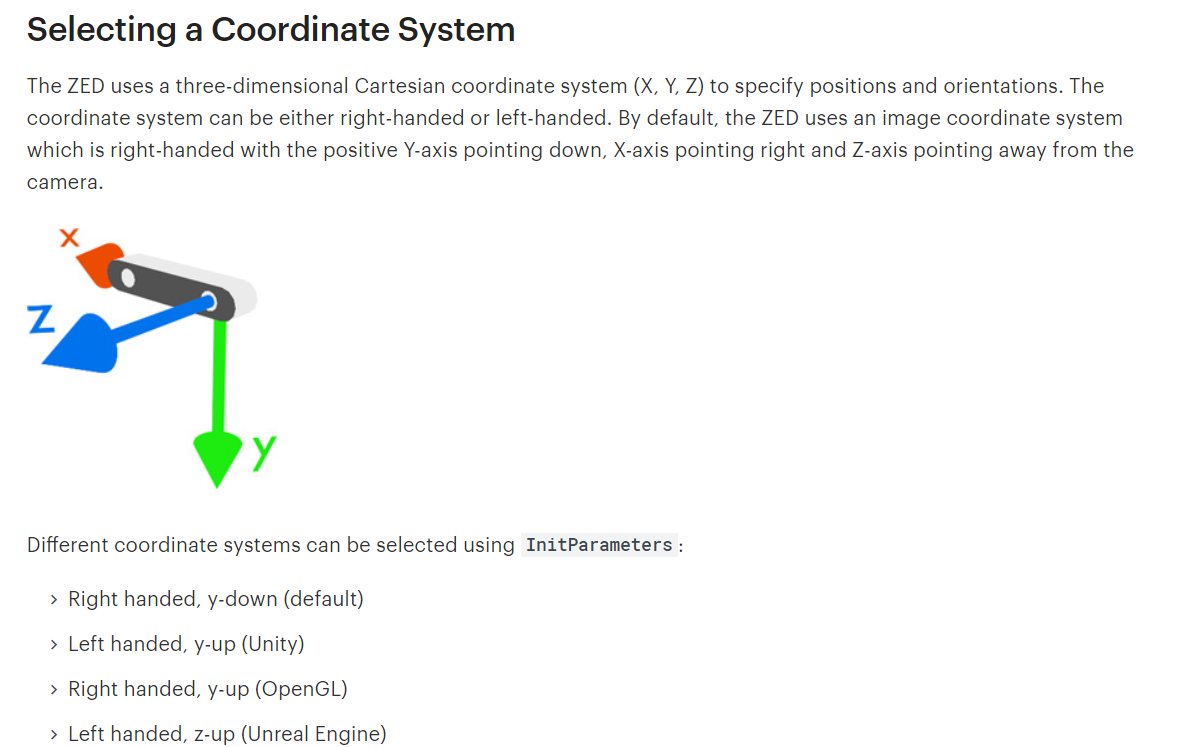 Selecting a Coordinate System
The ZED uses a three-dimensional Cartesian coordinate system (X, Y, Z) to specify positions and orientations. The
coordinate system can be either right-handed or left-handed. By default, the ZED uses an image coordinate system
which is right-handed with the positive Y-axis pointing down, X-axis pointing right and Z-axis pointing away from the
camera.
X
Z
y
Different coordinate systems can be selected using InitParameters:
> Right handed, y-down (default)
> Left handed, y-up (Unity)
> Right handed, y-up (OpenGL)
> Left handed, z-up (Unreal Engine)